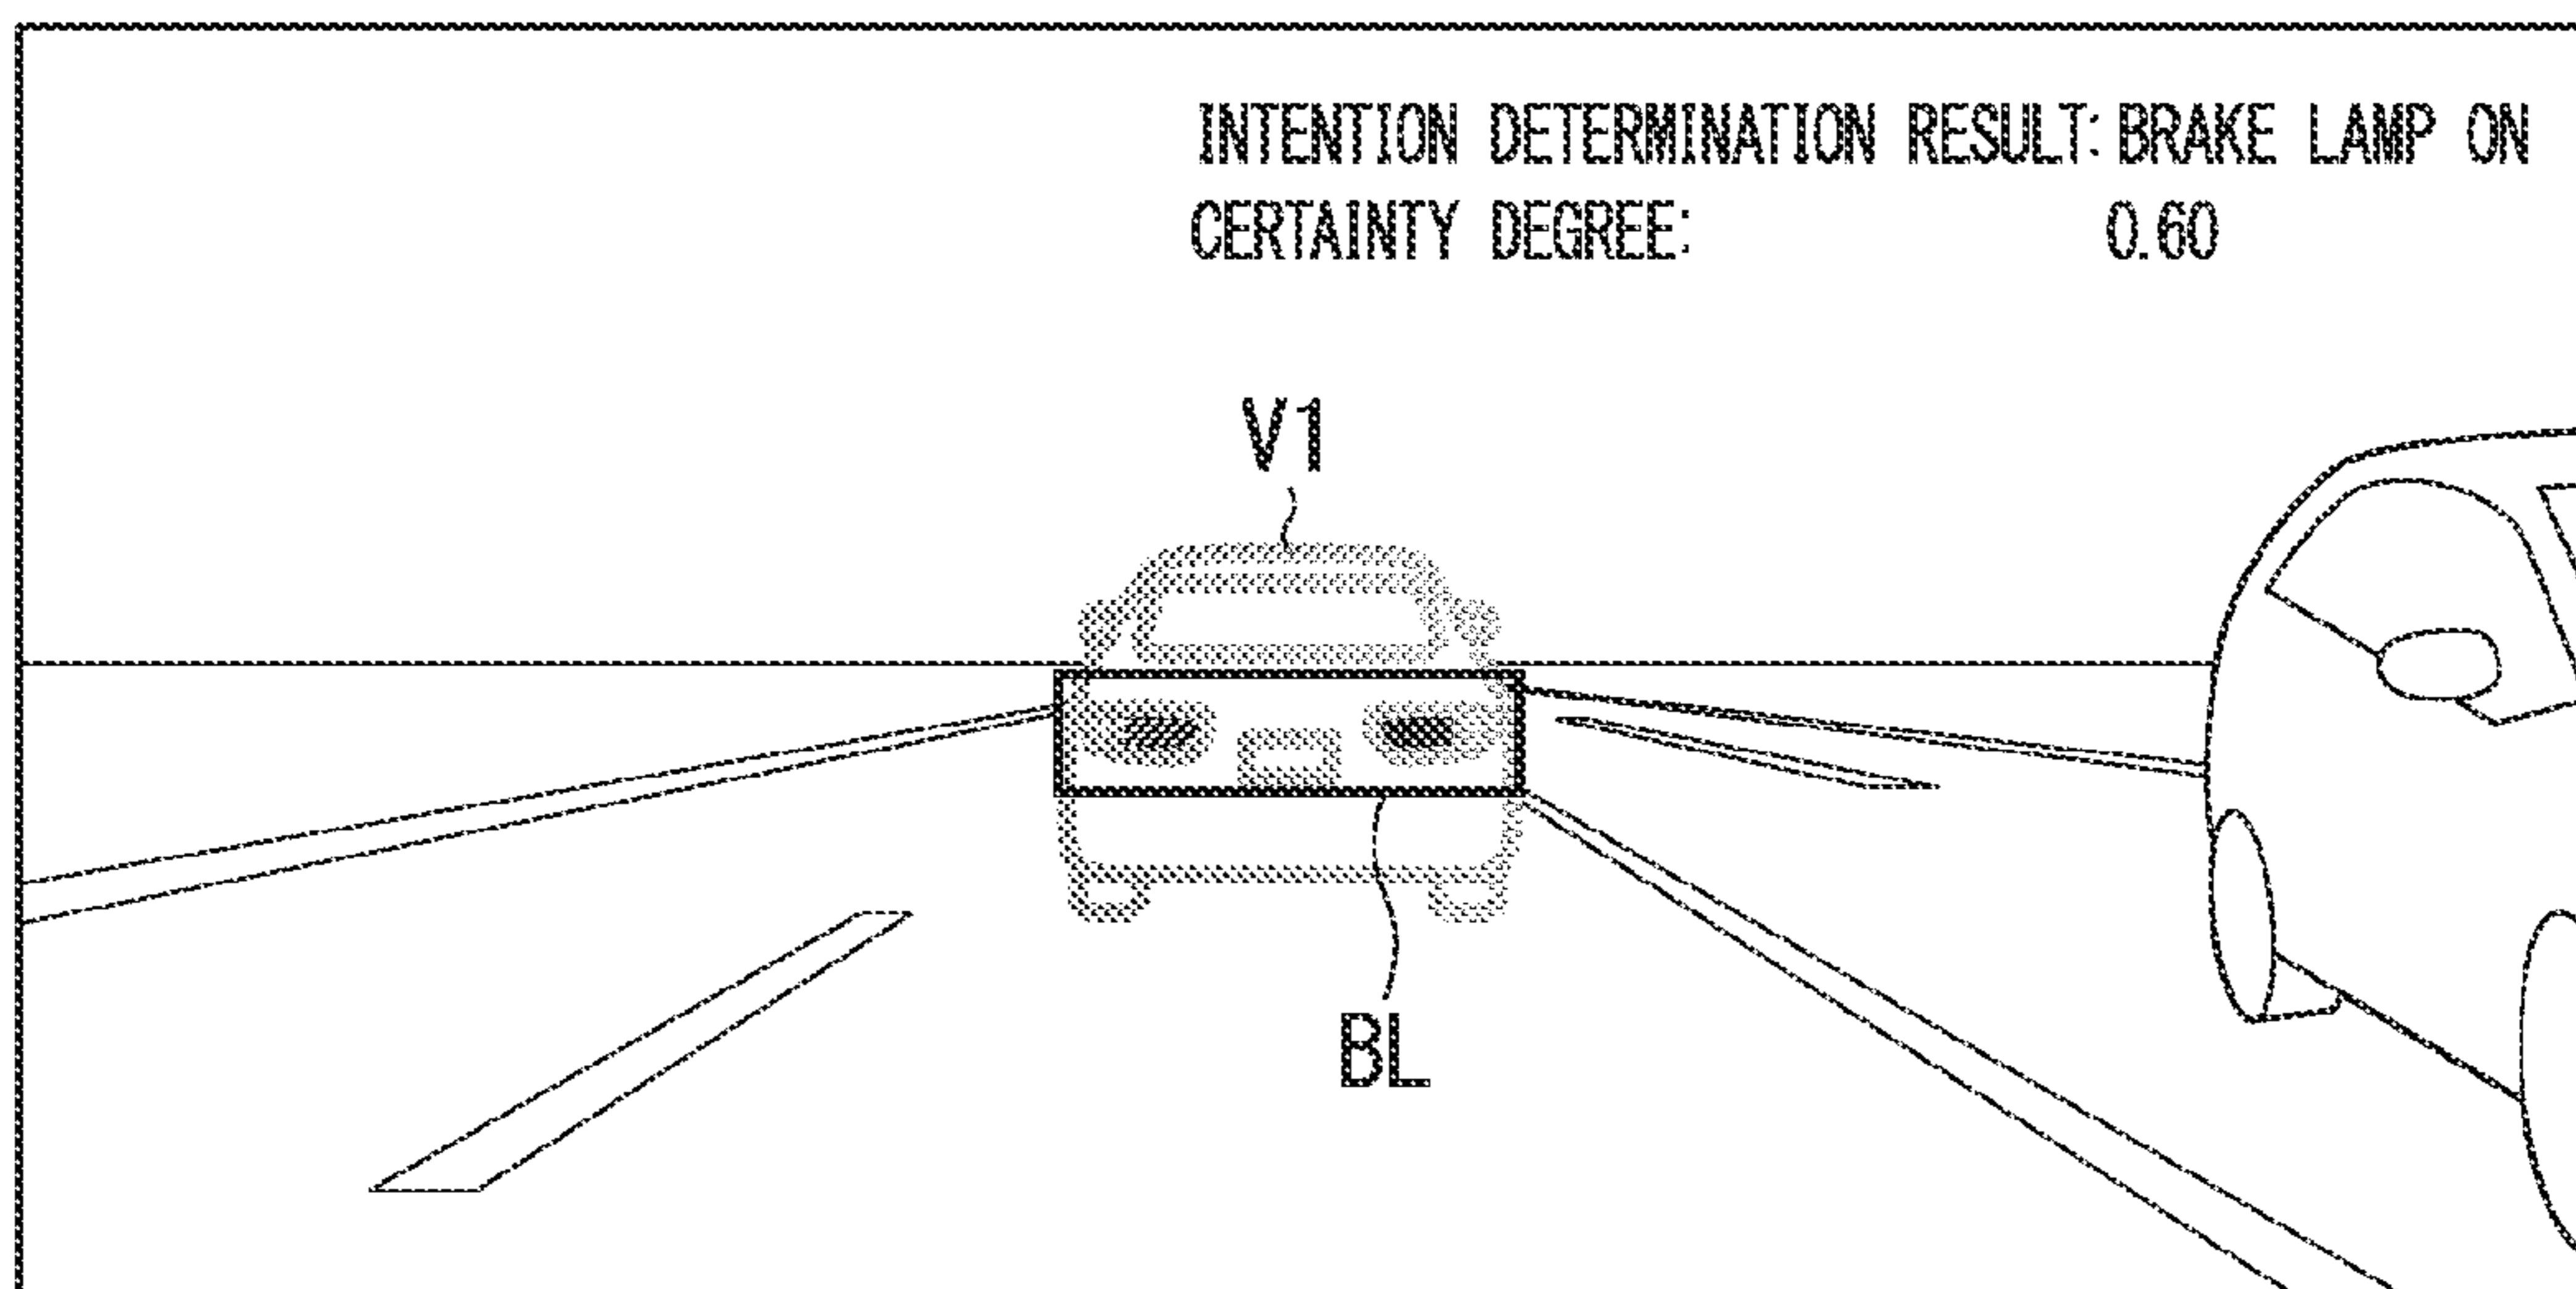 INTENTION DETERMINATION RESULT: BRAKE LAMP ON
CERTAINTY DEGREE: 0.60
V1
BL